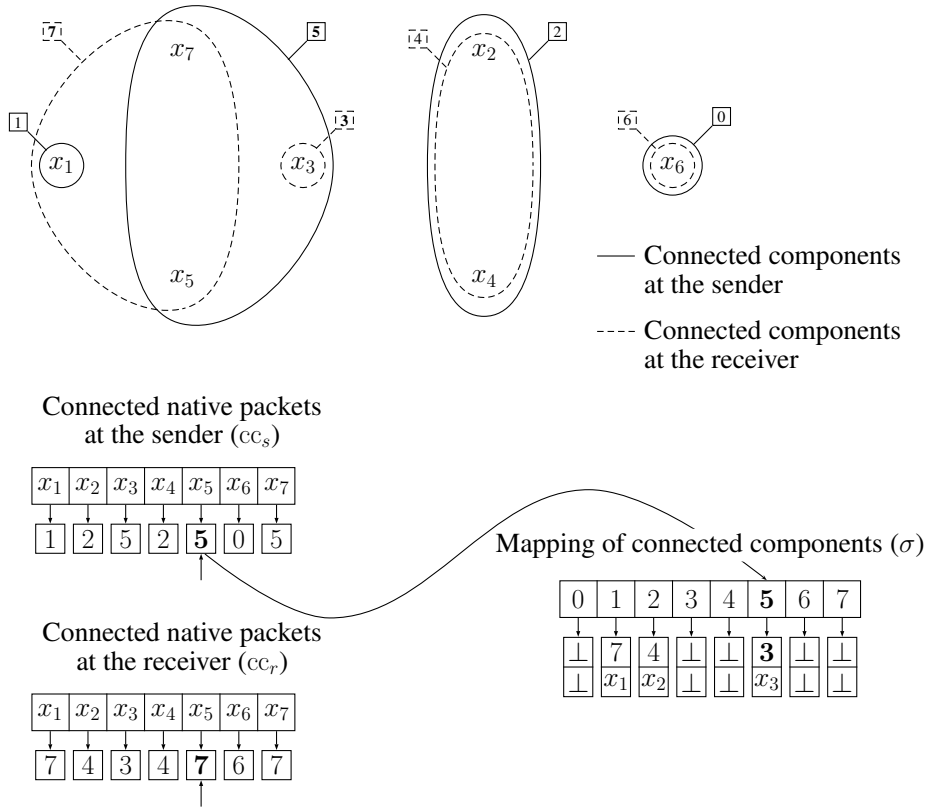 7
5
4
2
x7
x2
1
3
6
0
x1
x3
x6
x5
x4
Connected components
at the sender
Connected components
at the receiver
Connected native packets
at the sender (ccs)
x1 x2 x3 x4 x5 x6 x7
1 2 5 2 5 0 5
Mapping of connected components (σ)
0 1 2 3 4 5 6 7
⊥ 7 4 ⊥ ⊥ 3 ⊥ ⊥
⊥ x1 x2 ⊥ ⊥ x3 ⊥ ⊥
Connected native packets
at the receiver (ccr)
x1 x2 x3 x4 x5 x6 x7
7 4 3 4 7 6 7